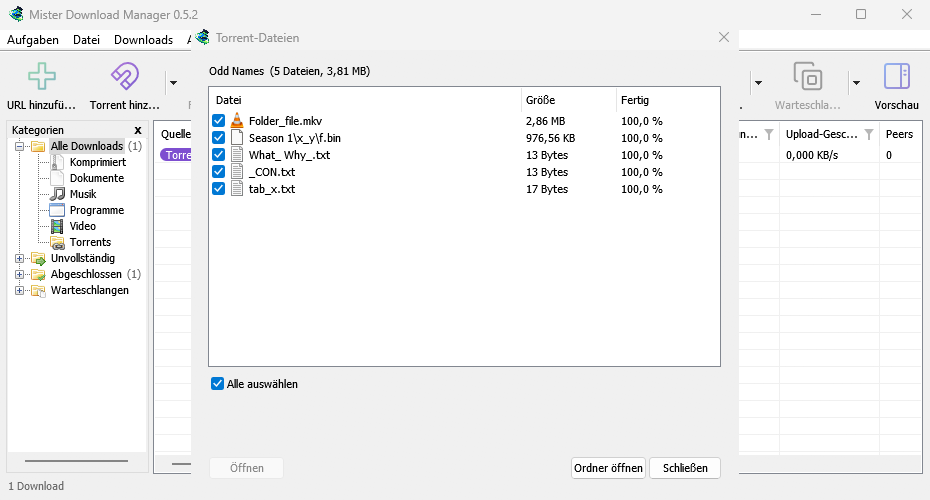 Mister Download Manager 0.5.2
Aufgaben Datei Downloads
Torrent-Dateien
URL hinzufü... Torrent hinz... Warteschla... Vorschau
Odd Names (5 Dateien, 3,81 MB)
Datei Größe Fertig
Folder_file.mkv 2,86 MB 100,0 %
Season 1\x_y\f.bin 976,56 KB 100,0 %
What_ Why_.txt 13 Bytes 100,0 %
_CON.txt 13 Bytes 100,0 %
tab_x.txt 17 Bytes 100,0 %
Alle auswählen
Öffnen Ordner öffnen Schließen
Kategorien x
Alle Downloads (1)
Komprimiert
Dokumente
Musik
Programme
Video
Torrents
Unvollständig
Abgeschlossen (1)
Warteschlangen
Quelle Upload-Gesc... Peers
Torre 0,000 KB/s 0
1 Download